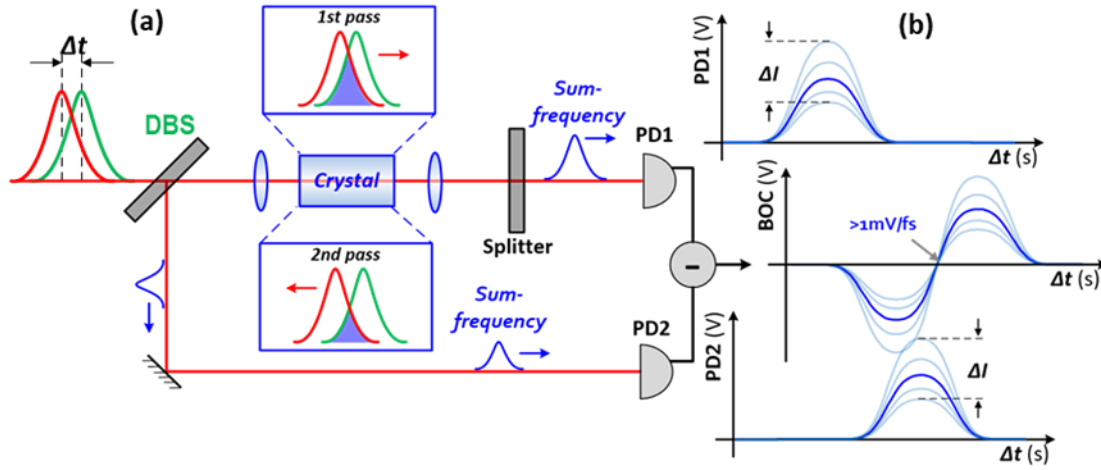 (a)
Δt
DBS
1st pass
Crystal
2nd pass
Sum-
frequency
PD1
Splitter
Sum-
frequency
PD2
-
(b)
PD1 (V)
ΔI
Δt (s)
BOC (V)
>1mV/fs
Δt (s)
PD2 (V)
ΔI
Δt (s)